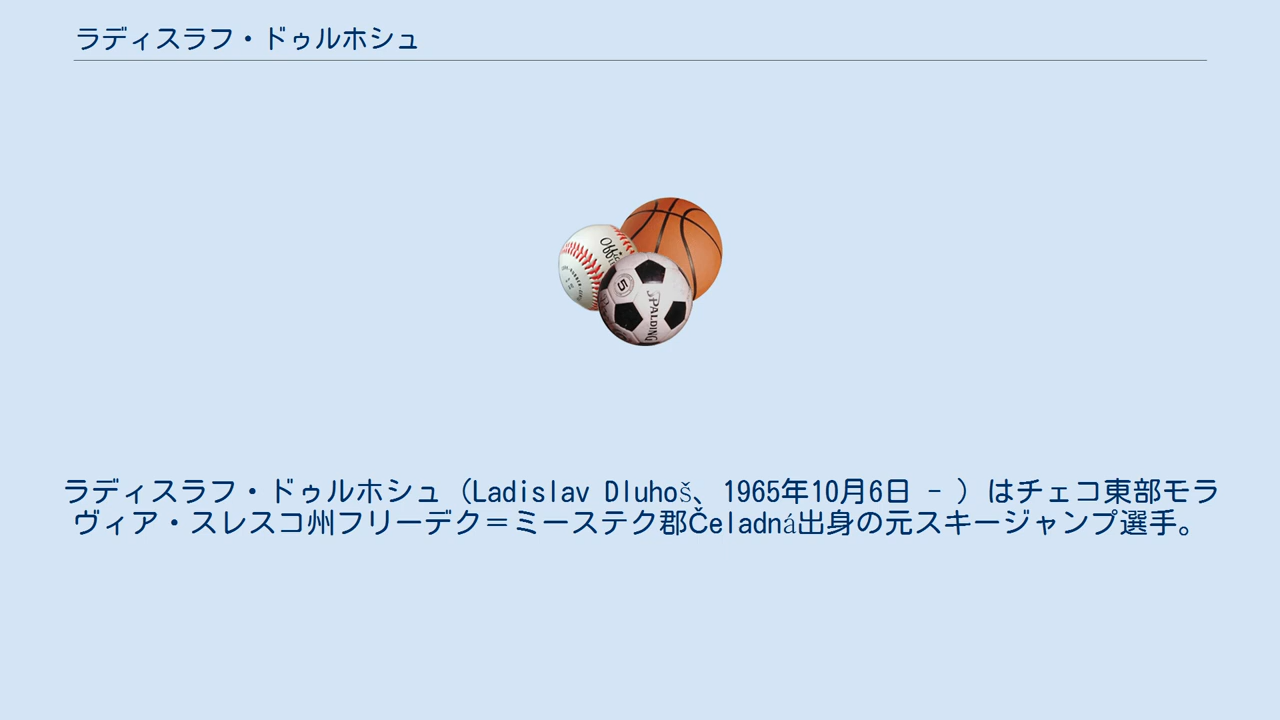 ラディスラフ・ドゥルホシュ
SPALDING
5
ラディスラフ・ドゥルホシュ（Ladislav Dluhoš、1965年10月6日 - ）はチェコ東部モラ
ヴィア・スレスコ州フリーデク＝ミーステク郡Čeladná出身の元スキージャンプ選手。